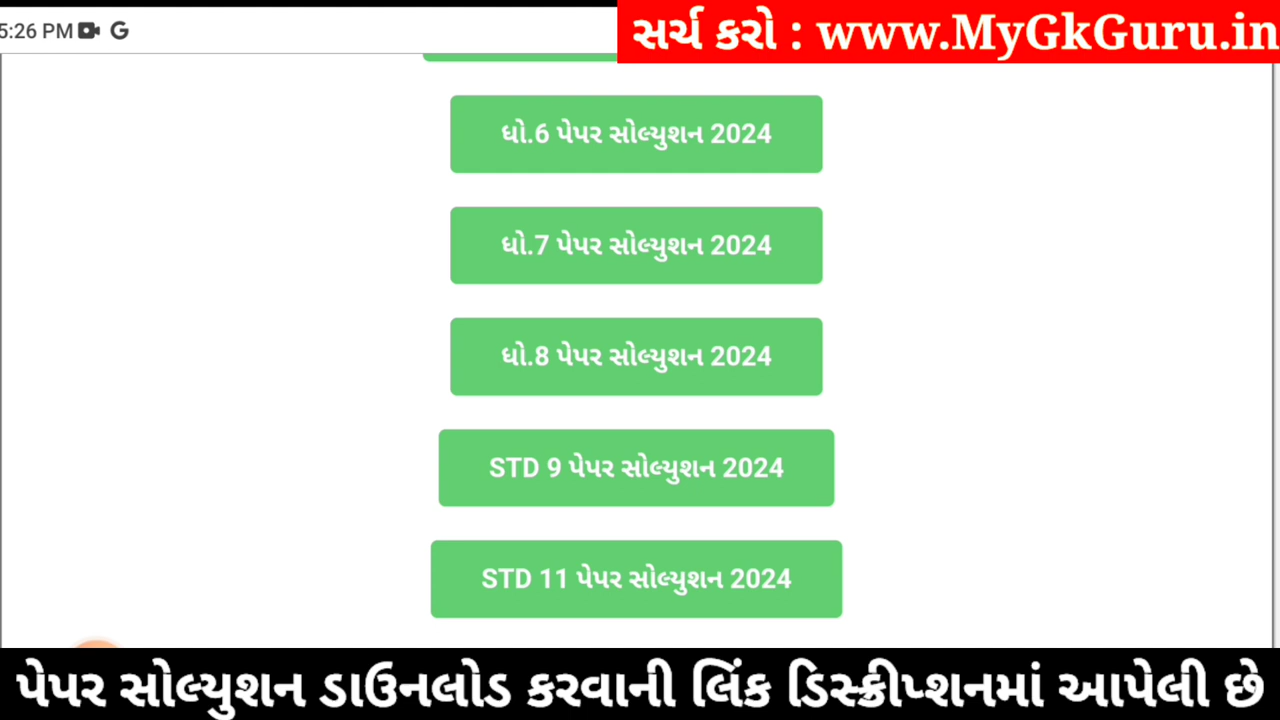 5:26 PM
સર્ચ કરો : www.MyGkGuru.in
ધો.6 પેપર સોલ્યુશન 2024
ધો.7 પેપર સોલ્યુશન 2024
ધો.8 પેપર સોલ્યુશન 2024
STD 9 પેપર સોલ્યુશન 2024
STD 11 પેપર સોલ્યુશન 2024
પેપર સોલ્યુશન ડાઉનલોડ કરવાની લિંક ડિસ્ક્રીપ્શનમાં આપેલી છે